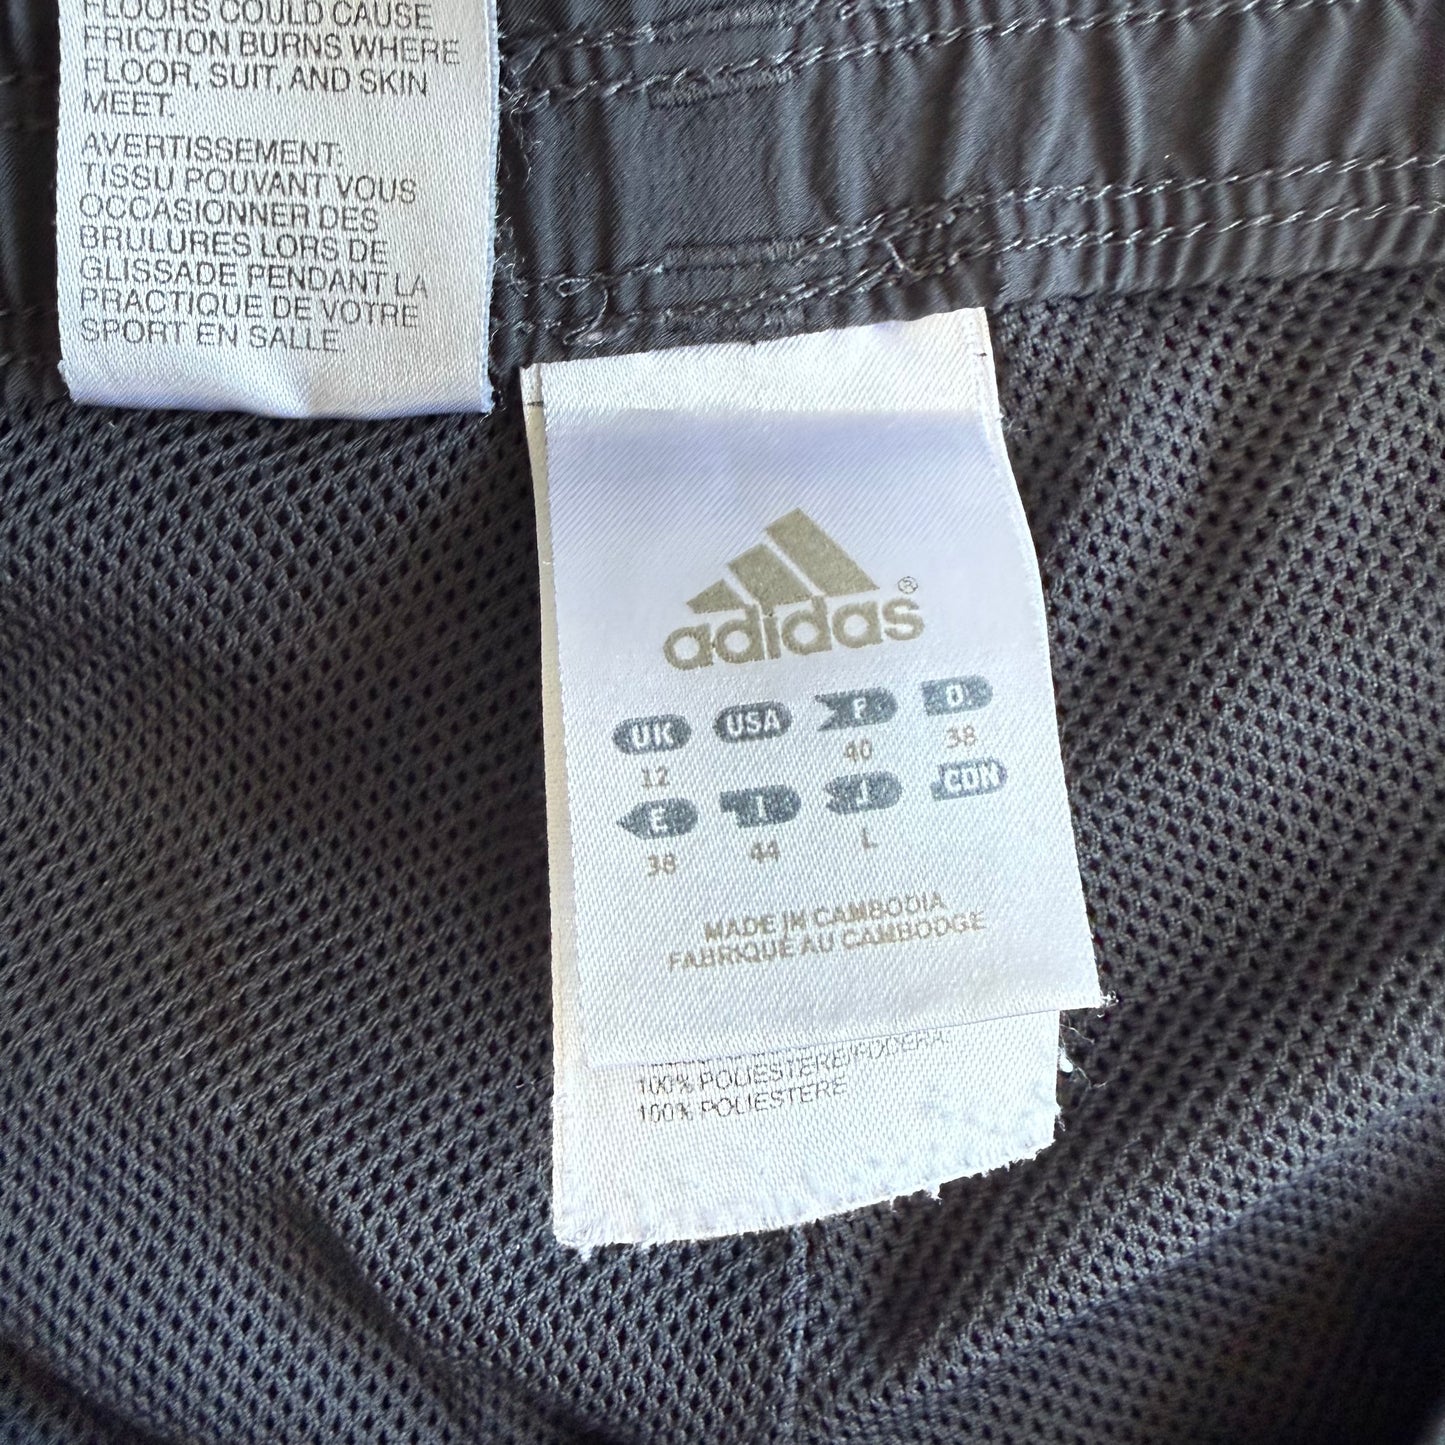 FLOORS COULD CAUSE
FRICTION BURNS WHERE
FLOOR, SUIT, AND SKIN
MEET.
AVERTISSEMENT:
TISSU POUVANT VOUS
OCCASIONNER DES
BRULURES LORS DE
GLISSADE PENDANT LA
PRACTIQUE DE VOTRE
SPORT EN SALLE.
adidas®
UK USA F D
12 40 38
E I J CDN
38 44 L
MADE IN CAMBODIA
FABRIQUÉ AU CAMBODGE
100% POLIESTERE/FODERA:
100% POLIESTERE